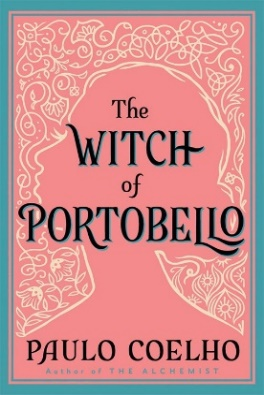 The
WITCH
of
PORTOBELLO
PAULO COELHO
Author of THE ALCHEMIST